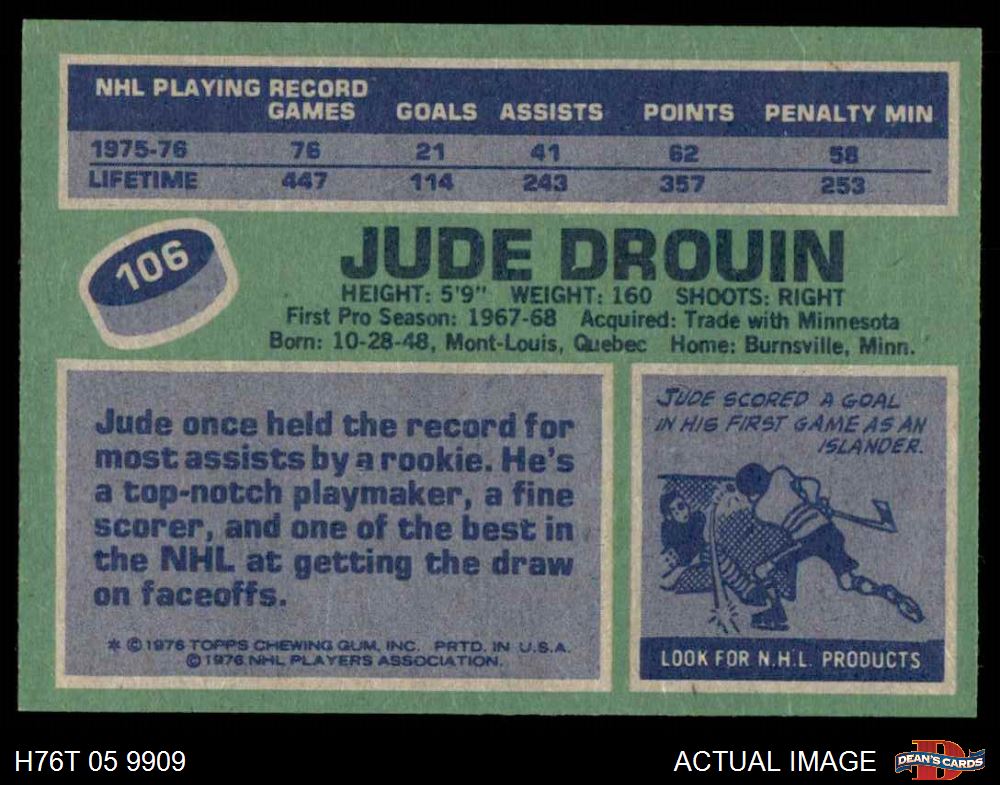 NHL PLAYING RECORD
GAMES GOALS ASSISTS POINTS PENALTY MIN
1975-76 76 21 41 62 58
LIFETIME 447 114 243 357 253
106
JUDE DROUIN
HEIGHT: 5'9" WEIGHT: 160 SHOOTS: RIGHT
First Pro Season: 1967-68 Acquired: Trade with Minnesota
Born: 10-28-48, Mont-Louis, Quebec Home: Burnsville, Minn.
Jude once held the record for
most assists by a rookie. He's
a top-notch playmaker, a fine
scorer, and one of the best in
the NHL at getting the draw
on faceoffs.
* © 1976 TOPPS CHEWING GUM, INC. PRTD. IN U.S.A.
© 1976 NHL PLAYERS ASSOCIATION.
JUDE SCORED A GOAL
IN HIS FIRST GAME AS AN
ISLANDER.
LOOK FOR N.H.L. PRODUCTS
H76T 05 9909
ACTUAL IMAGE
D
DEAN'S CARDS